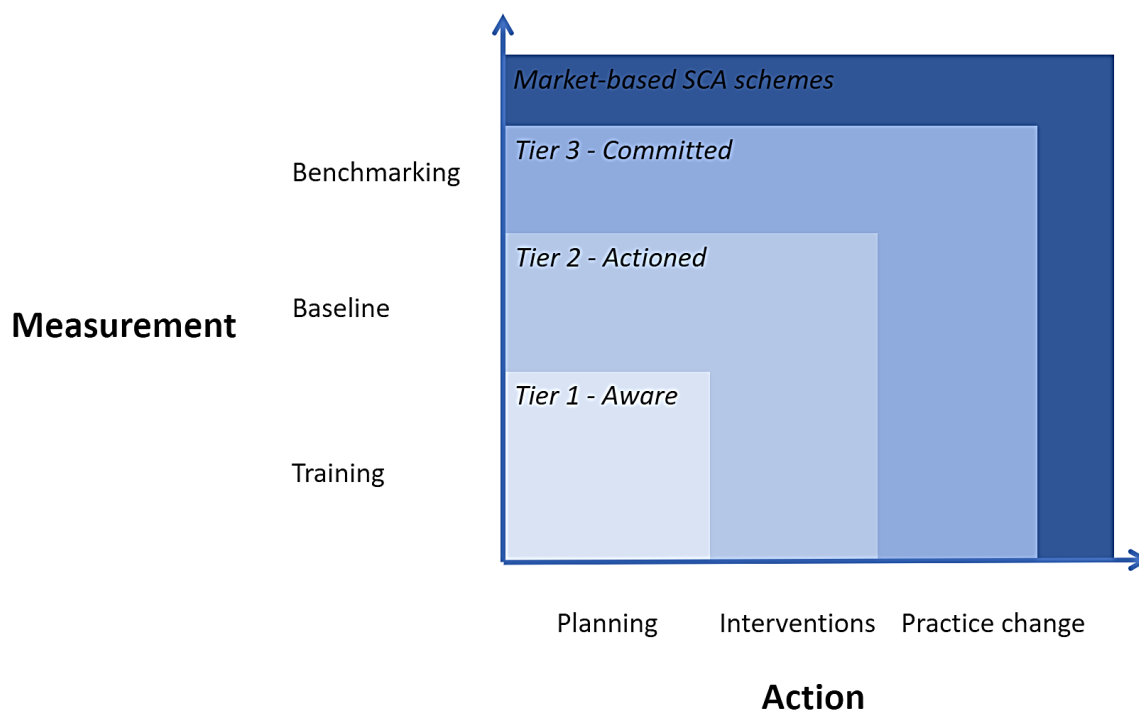 Market-based SCA schemes
Tier 3 - Committed
Benchmarking
Tier 2 - Actioned
Baseline
Measurement
Tier 1 - Aware
Training
Planning
Interventions
Practice change
Action